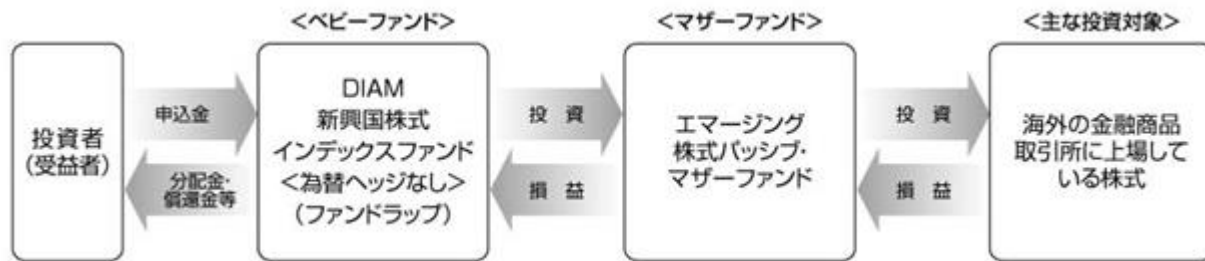 <ベビーファンド>
<マザーファンド>
<主な投資対象>
投資者
(受益者)
申込金
分配金・
償還金等
DIAM
新興国株式
インデックスファンド
<為替ヘッジなし>
(ファンドラップ)
投 資
損 益
エマージング
株式パッシブ・
マザーファンド
投 資
損 益
海外の金融商品
取引所に上場して
いる株式